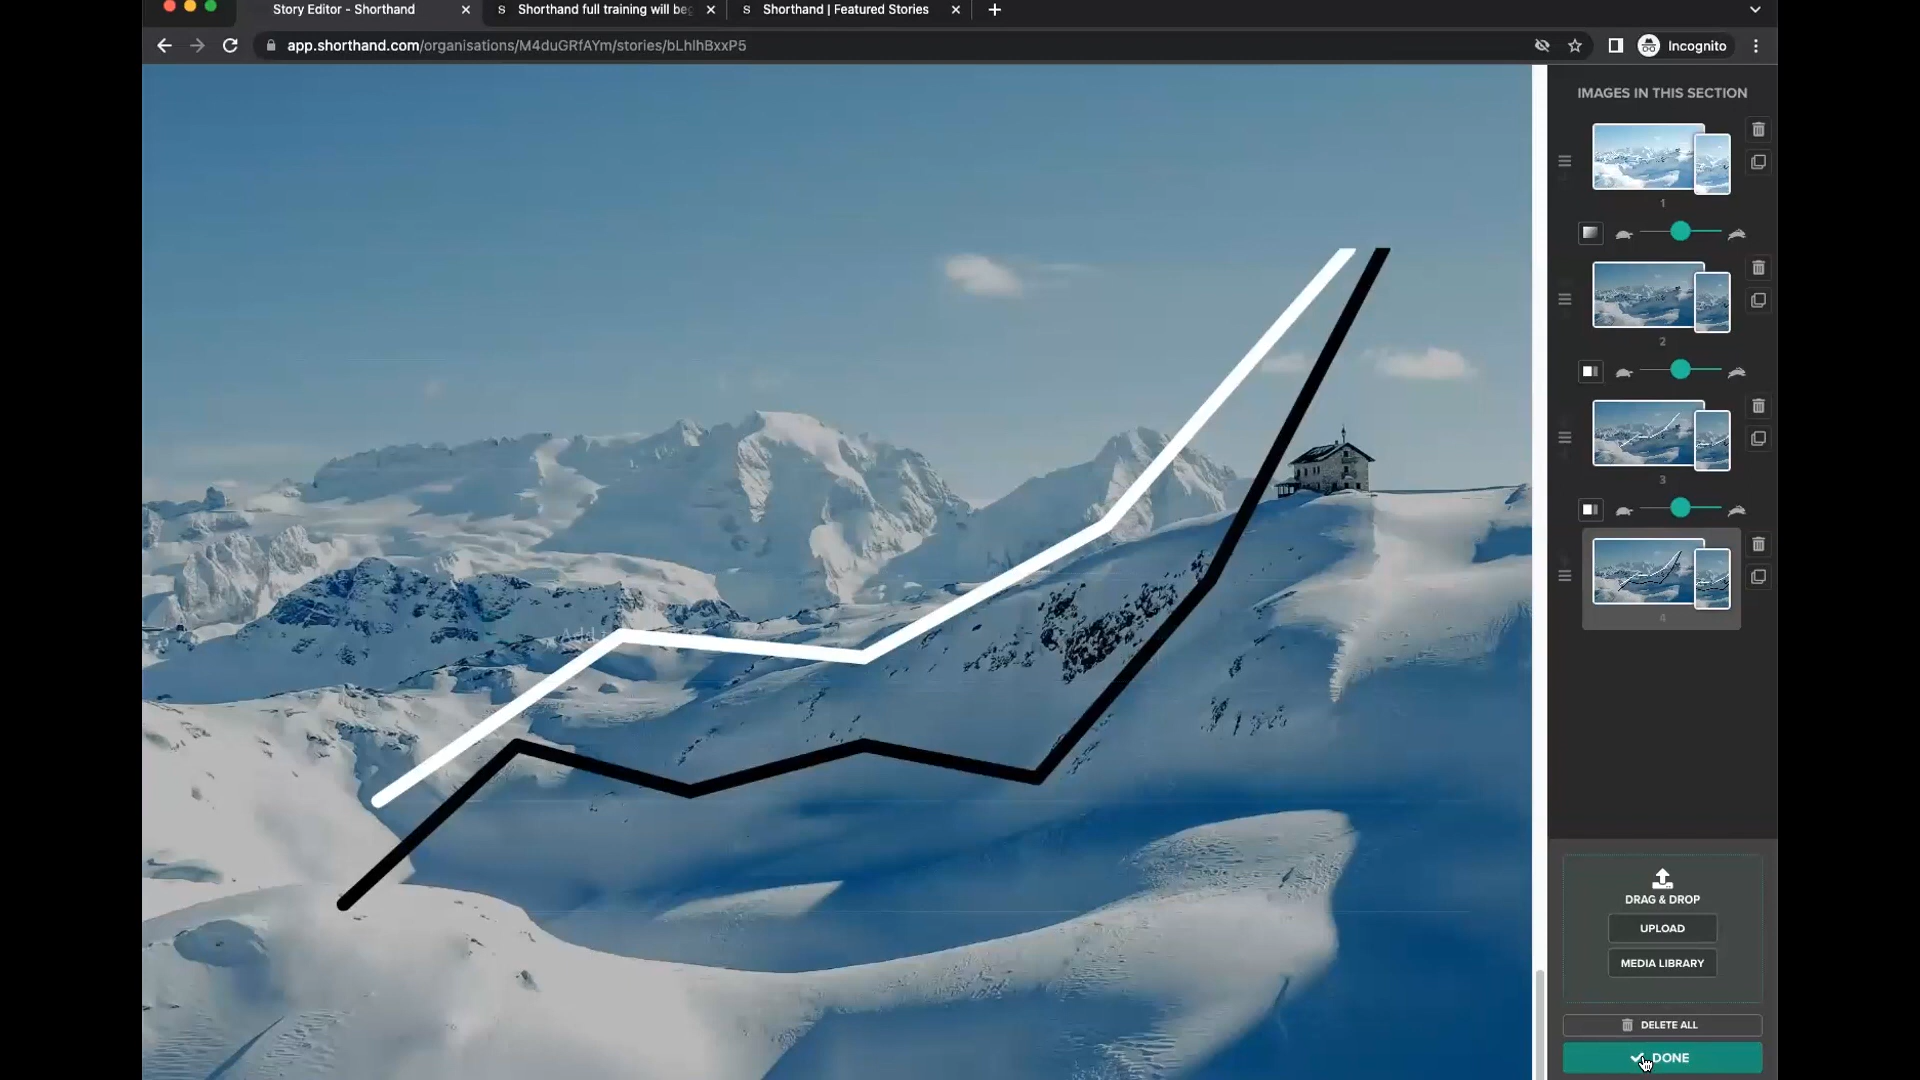 Story Editor - Shorthand
S Shorthand full training will be
S Shorthand | Featured Stories
app.shorthand.com/organisations/M4duGRfAYm/stories/bLhlhBxxP5
Incognito
IMAGES IN THIS SECTION
1
2
3
4
DRAG & DROP
UPLOAD
MEDIA LIBRARY
DELETE ALL
DONE